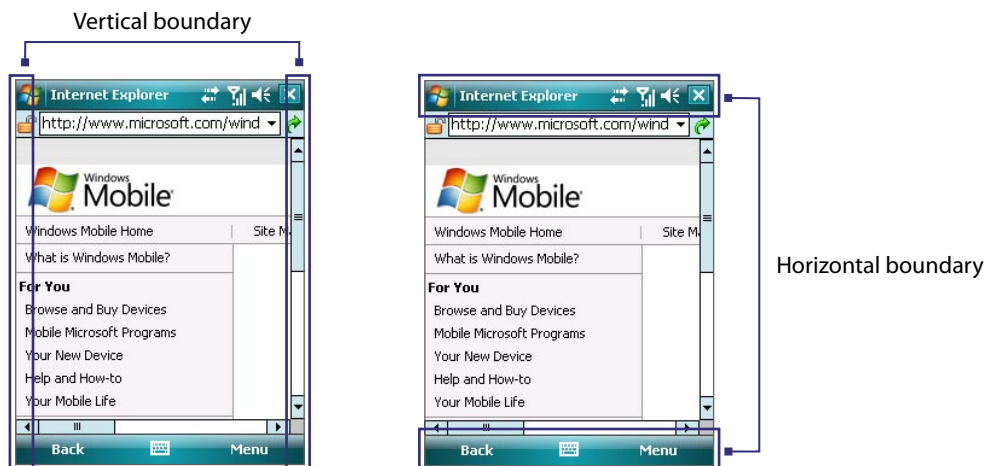 Vertical boundary
Internet Explorer
http://www.microsoft.com/wind
Windows
Mobile
Windows Mobile Home
Site M
What is Windows Mobile?
For You
Browse and Buy Devices
Mobile Microsoft Programs
Your New Device
Help and How-to
Your Mobile Life
Back Menu
Internet Explorer
http://www.microsoft.com/wind
Windows
Mobile
Windows Mobile Home
Site M
What is Windows Mobile?
For You
Browse and Buy Devices
Mobile Microsoft Programs
Your New Device
Help and How-to
Your Mobile Life
Back Menu
Horizontal boundary